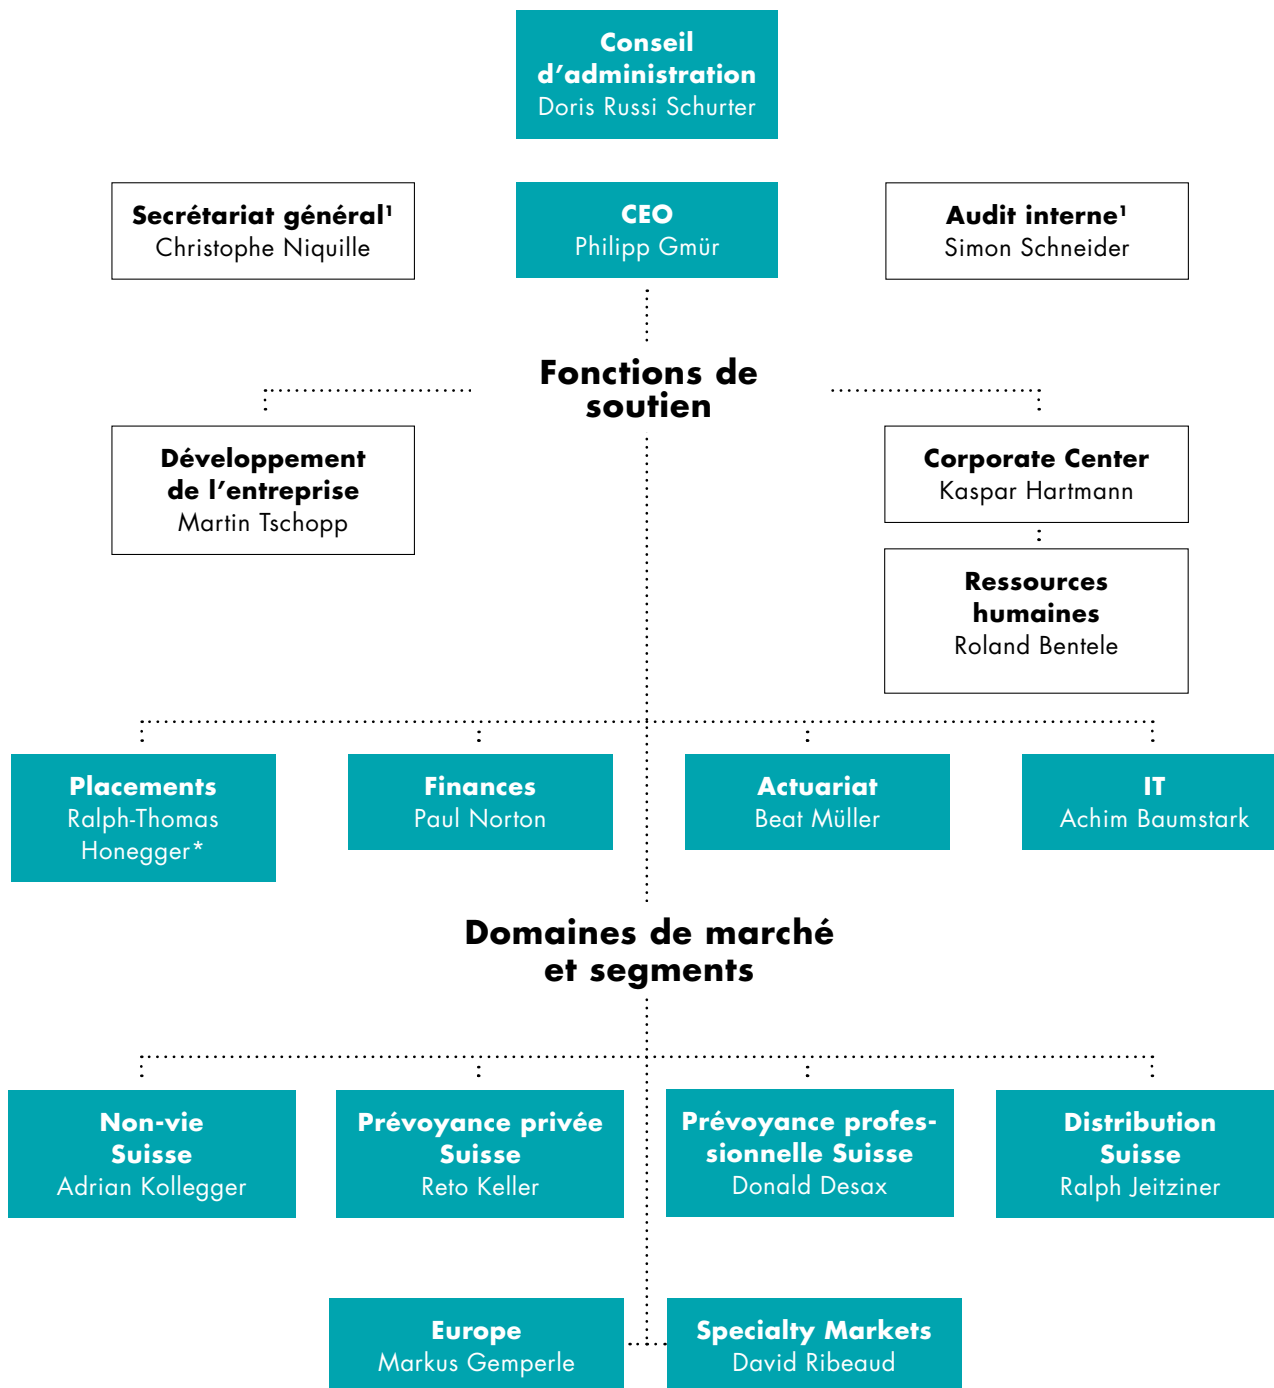 Conseil
d’administration
Doris Russi Schurter
Secrétariat général¹
Christophe Niquille
CEO
Philipp Gmür
Audit interne¹
Simon Schneider
Fonctions de
soutien
Développement
de l’entreprise
Martin Tschopp
Corporate Center
Kaspar Hartmann
Ressources
humaines
Roland Bentele
Placements
Ralph-Thomas
Honegger*
Finances
Paul Norton
Actuariat
Beat Müller
IT
Achim Baumstark
Domaines de marché
et segments
Non-vie
Suisse
Adrian Kollegger
Prévoyance privée
Suisse
Reto Keller
Prévoyance profes-
sionnelle Suisse
Donald Desax
Distribution
Suisse
Ralph Jeitziner
Europe
Markus Gemperle
Specialty Markets
David Ribeaud